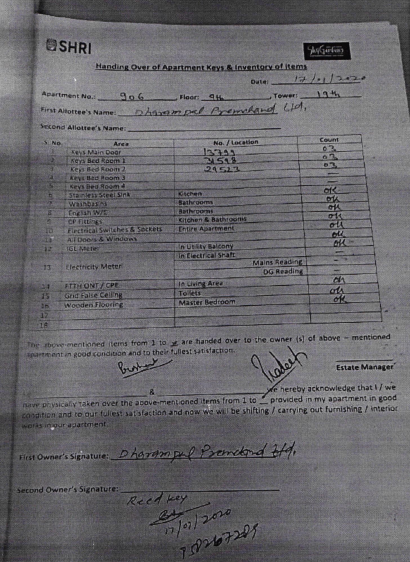 SHRI
SkyGarden
Handing Over of Apartment Keys & Inventory of Items
Date: 12/01/2020
Apartment No.: 906 Floor: 9th Tower: 19th
First Allottee's Name: Dharampal Premchand Ltd.
Second Allottee's Name:
S. No. Area No. / Location Count
1 Keys Main Door 13799 03
2 Keys Bed Room 1 03
3 Keys Bed Room 2 29523 03
4 Keys Bed Room 3 —
5 Keys Bed Room 4 —
6 Stainless Steel Sink Kitchen OK
7 Washbasins Bathrooms OK
8 English W/C Bathrooms OK
9 CP Fittings Kitchen & Bathrooms OK
10 Electrical Switches & Sockets Entire Apartment OK
11 All Doors & Windows OK
12 IGL Meter In Utility Balcony OK
13 Electricity Meter In Electrical Shaft
Mains Reading —
DG Reading —
14 FTTH ONT / CPE In Living Area OK
15 Grid False Ceiling Toilets OK
16 Wooden Flooring Master Bedroom OK
17
18
The above-mentioned items from 1 to are handed over to the owner (s) of above – mentioned
apartment in good condition and to their fullest satisfaction.
Estate Manager
& we hereby acknowledge that I / we
have physically taken over the above-mentioned items from 1 to provided in my apartment in good
condition and to our fullest satisfaction and now we will be shifting / carrying out furnishing / interior
works in our apartment.
First Owner's Signature: Dharampal Premchand Ltd.
Second Owner's Signature:
Recd Key